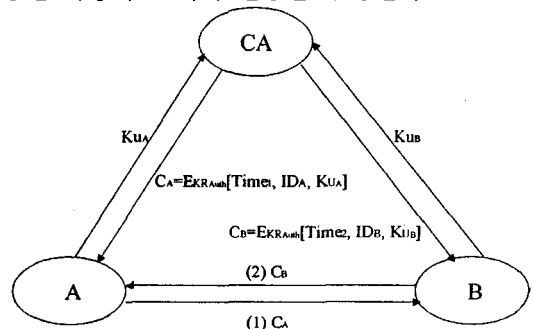 CA
KuA
KuB
CA=EKRAuth[Time1, IDA, KUA]
CB=EKRAuth[Time2, IDB, KUB]
(2) CB
A
B
(1) CA